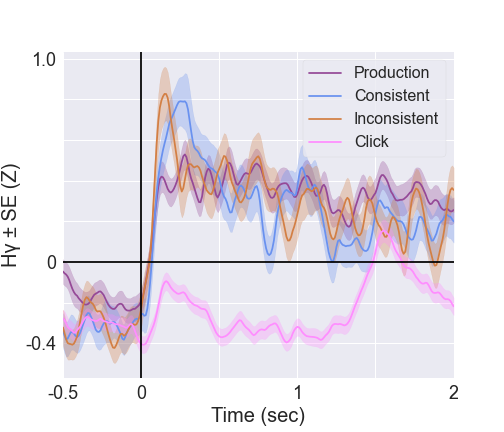 1.0
Production
Consistent
Inconsistent
Click
Hγ ± SE (Z)
0
-0.4
-0.5
0
1
2
Time (sec)